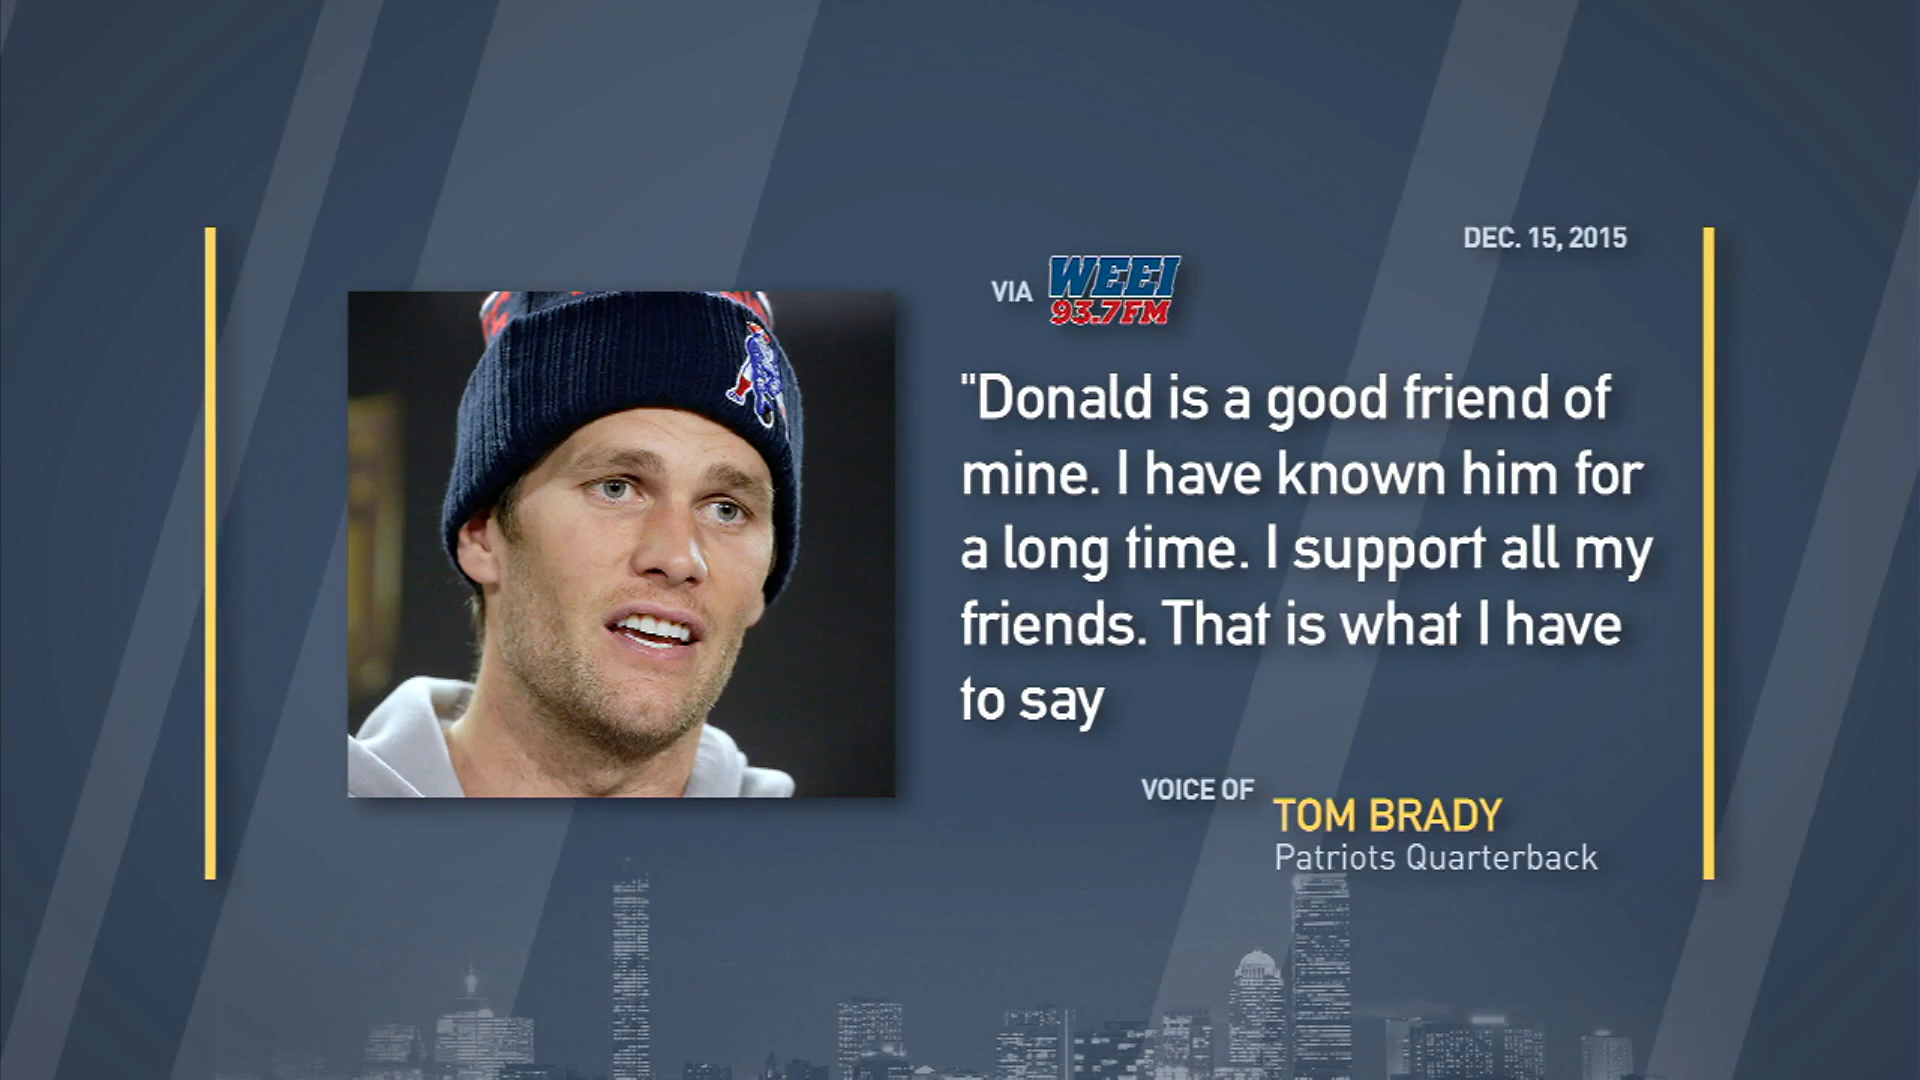 DEC. 15, 2015
VIA WEEI
93.7FM
"Donald is a good friend of
mine. I have known him for
a long time. I support all my
friends. That is what I have
to say
VOICE OF
TOM BRADY
Patriots Quarterback